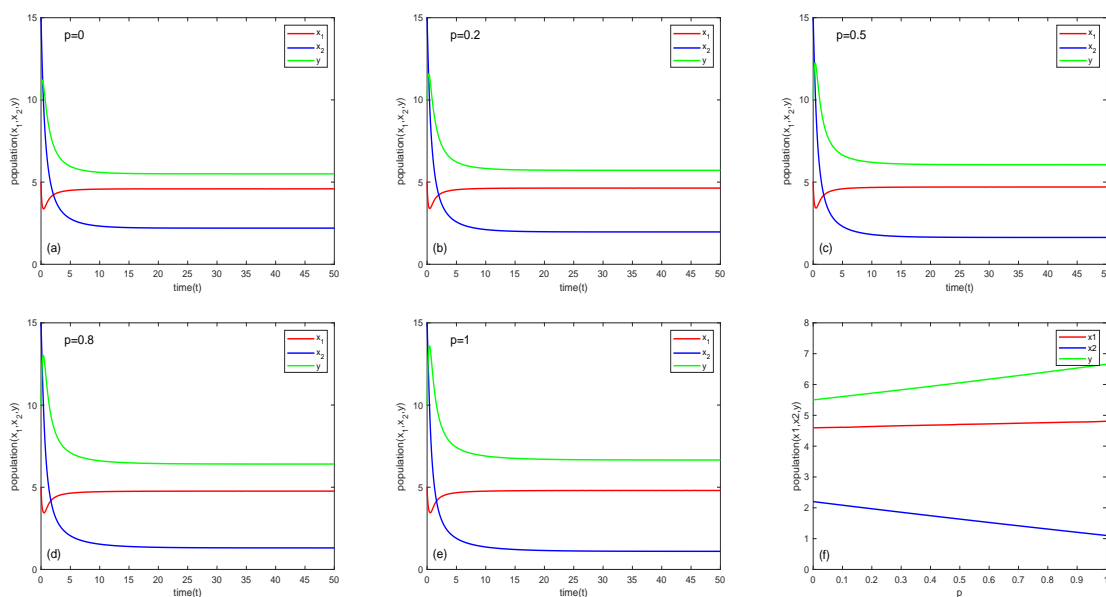 p=0
x1
x2
y
population(x1,x2,y)
15
10
5
0
(a)
0 5 10 15 20 25 30 35 40 45 50
time(t)
p=0.2
x1
x2
y
population(x1,x2,y)
15
10
5
0
(b)
0 5 10 15 20 25 30 35 40 45 50
time(t)
p=0.5
x1
x2
y
population(x1,x2,y)
15
10
5
0
(c)
0 5 10 15 20 25 30 35 40 45 50
time(t)
p=0.8
x1
x2
y
population(x1,x2,y)
15
10
5
0
(d)
0 5 10 15 20 25 30 35 40 45 50
time(t)
p=1
x1
x2
y
population(x1,x2,y)
15
10
5
0
(e)
0 5 10 15 20 25 30 35 40 45 50
time(t)
x1
x2
y
population(x1,x2,y)
8
7
6
5
4
3
2
1
0
(f)
0 0.1 0.2 0.3 0.4 0.5 0.6 0.7 0.8 0.9 1
p